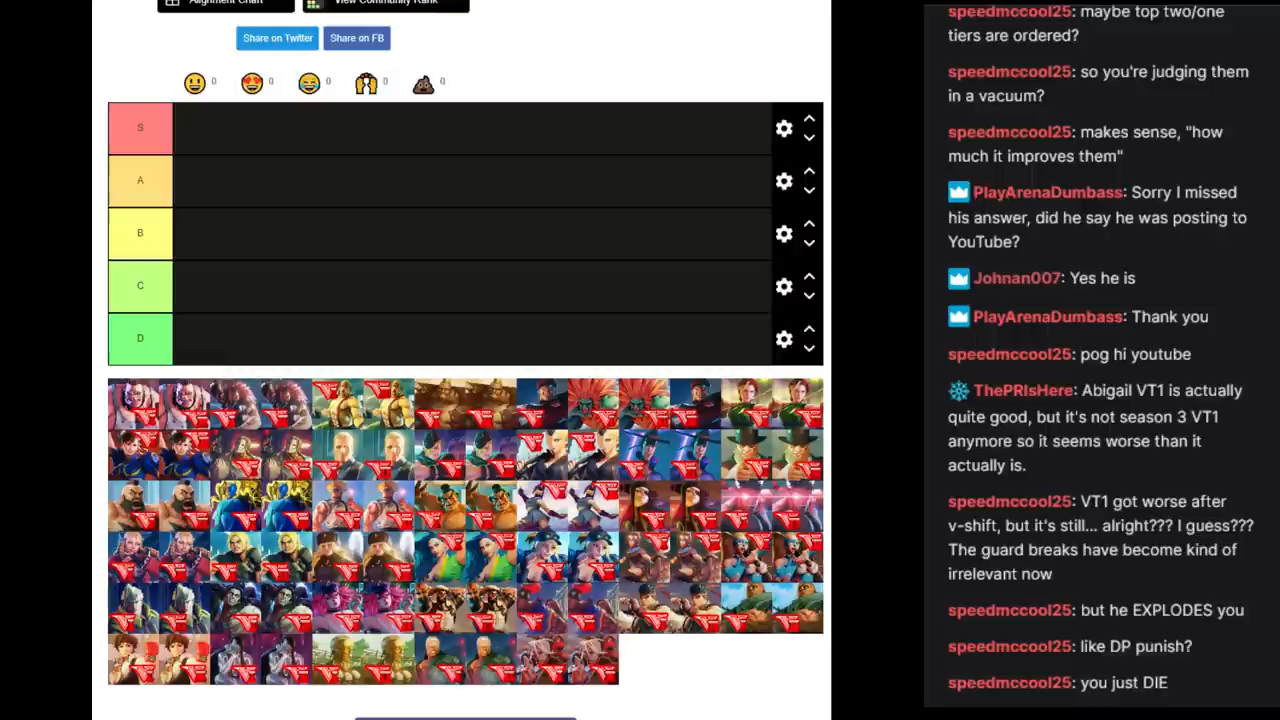 Alignment Chart
View Community Rank
Share on Twitter
Share on FB
0
0
0
0
0
S
A
B
C
D
speedmccool25: maybe top two/one
tiers are ordered?
speedmccool25: so you're judging them
in a vacuum?
speedmccool25: makes sense, "how
much it improves them"
PlayArenaDumbass: Sorry I missed
his answer, did he say he was posting to
YouTube?
Johnan007: Yes he is
PlayArenaDumbass: Thank you
speedmccool25: pog hi youtube
ThePRIsHere: Abigail VT1 is actually
quite good, but it's not season 3 VT1
anymore so it seems worse than it
actually is.
speedmccool25: VT1 got worse after
v-shift, but it's still... alright??? I guess???
The guard breaks have become kind of
irrelevant now
speedmccool25: but he EXPLODES you
speedmccool25: like DP punish?
speedmccool25: you just DIE